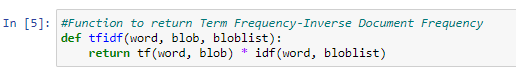 In [5]: #Function to return Term Frequency-Inverse Document Frequency
def tfidf(word, blob, bloblist):
    return tf(word, blob) * idf(word, bloblist)